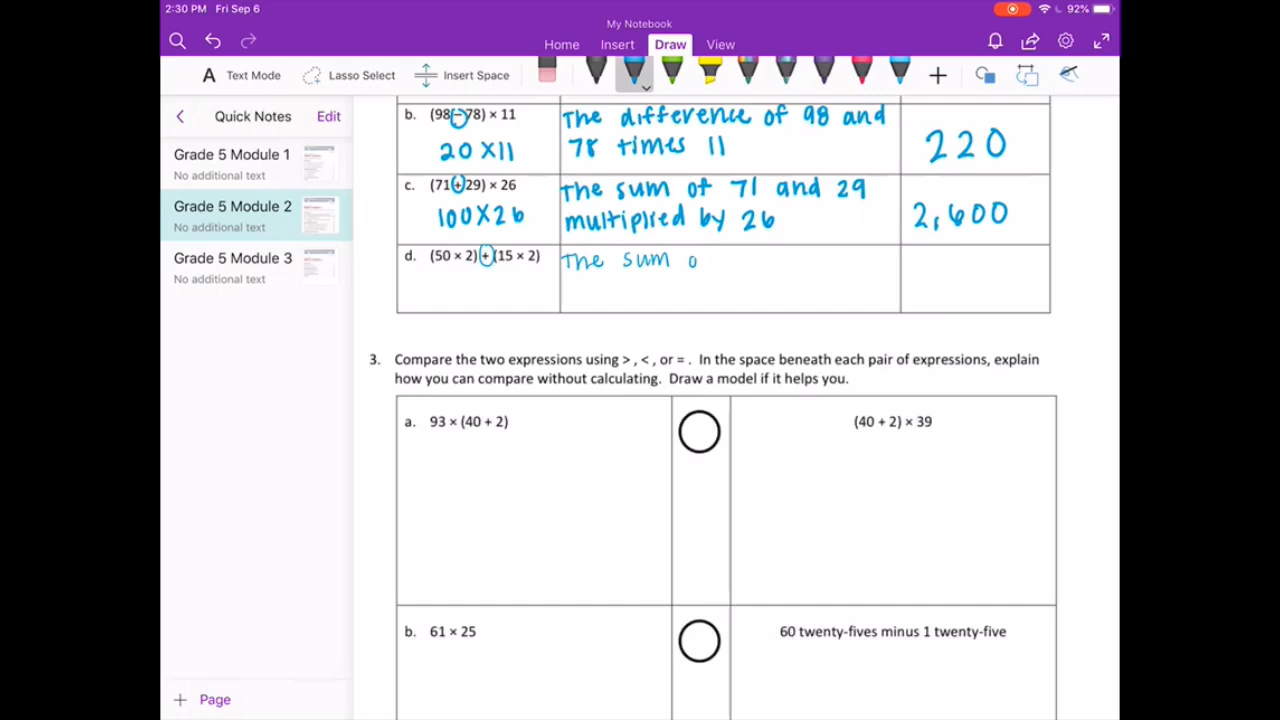 2:30 PM Fri Sep 6
92%
My Notebook
Home Insert Draw View
Text Mode Lasso Select Insert Space
Quick Notes Edit
Grade 5 Module 1
No additional text
Grade 5 Module 2
No additional text
Grade 5 Module 3
No additional text
Page
b. (98 − 78) × 11
20 X 11
The difference of 98 and
78 times 11
220
c. (71 + 29) × 26
100 X 26
The sum of 71 and 29
multiplied by 26
2,600
d. (50 × 2) + (15 × 2)
The sum o
3. Compare the two expressions using > , < , or = . In the space beneath each pair of expressions, explain
how you can compare without calculating. Draw a model if it helps you.
a. 93 × (40 + 2)
(40 + 2) × 39
b. 61 × 25
60 twenty-fives minus 1 twenty-five